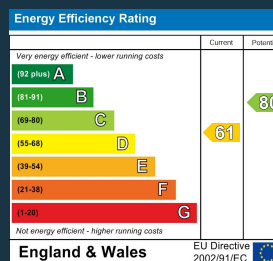 Energy Efficiency Rating
Current
Very energy efficient - lower running costs
(92 plus) A
(81-91) B
(69-80) C
(55-68) D
61
(39-54) E
(21-38) F
(1-20) G
Not energy efficient - higher running costs
England & Wales
EU Directive
2002/91/EC